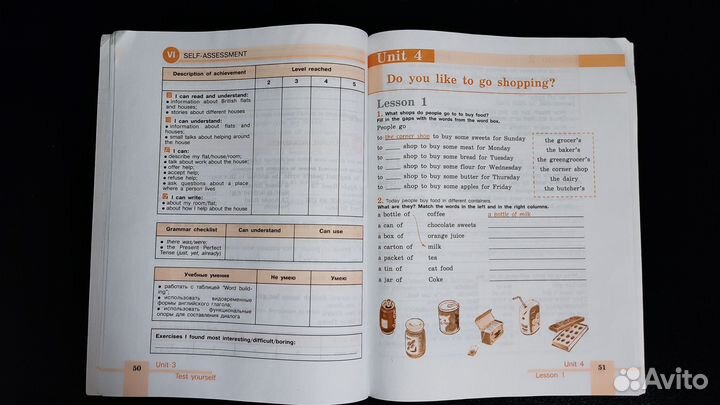 VI SELF-ASSESSMENT
Description of achievement
Level reached
2 3 4 5
I can read and understand:
• information about British flats
and houses;
• stories about different houses
I can understand:
• information about flats and
houses;
• small talks about helping around
the house
I can:
• describe my flat/house/room;
• talk about work about the house;
• offer help;
• accept help;
• refuse help;
• ask questions about a place
where a person lives
I can write:
• about my room/flat;
• about how I help about the house
Grammar checklist Can understand Can use
• there was/were;
• the Present Perfect
Tense (just, yet, already)
Учебные умения Не умею Умею
• работать с таблицей "Word build-
ing";
• использовать видовременные
формы английского глагола;
• использовать функциональные
опоры для составления диалога
Exercises I found most interesting/difficult/boring:
50 Unit 3
Test yourself
Unit 4
Do you like to go shopping?
Lesson 1
1. What shops do people go to to buy food?
Fill in the gaps with the words from the word box.
People go
to the corner shop to buy some sweets for Sunday
to ____ shop to buy some meat for Monday
to ____ shop to buy some bread for Tuesday
to ____ shop to buy some flour for Wednesday
to ____ shop to buy some butter for Thursday
to ____ shop to buy some apples for Friday
the grocer's
the baker's
the greengrocer's
the corner shop
the dairy
the butcher's
2. Today people buy food in different containers.
What are they? Match the words in the left and in the right columns.
a bottle of coffee a bottle of milk
a can of chocolate sweets
a box of orange juice
a carton of milk
a packet of tea
a tin of cat food
a jar of Coke
Unit 4 51
Lesson 1
Avito